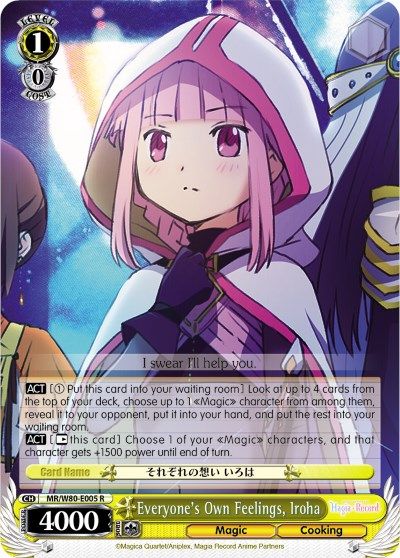 LEVEL
1
0
COST
I swear I'll help you.
ACT [① Put this card into your waiting room] Look at up to 4 cards from
the top of your deck, choose up to 1 «Magic» character from among them,
reveal it to your opponent, put it into your hand, and put the rest into your
waiting room.
ACT [this card] Choose 1 of your «Magic» characters, and that
character gets +1500 power until end of turn.
Card Name それぞれの想い いろは
CH MR/W80-E005 R
Everyone's Own Feelings, Iroha
Magia Record
POWER 4000 SOUL
Magic Cooking
©Magica Quartet/Aniplex, Magia Record Anime Partners